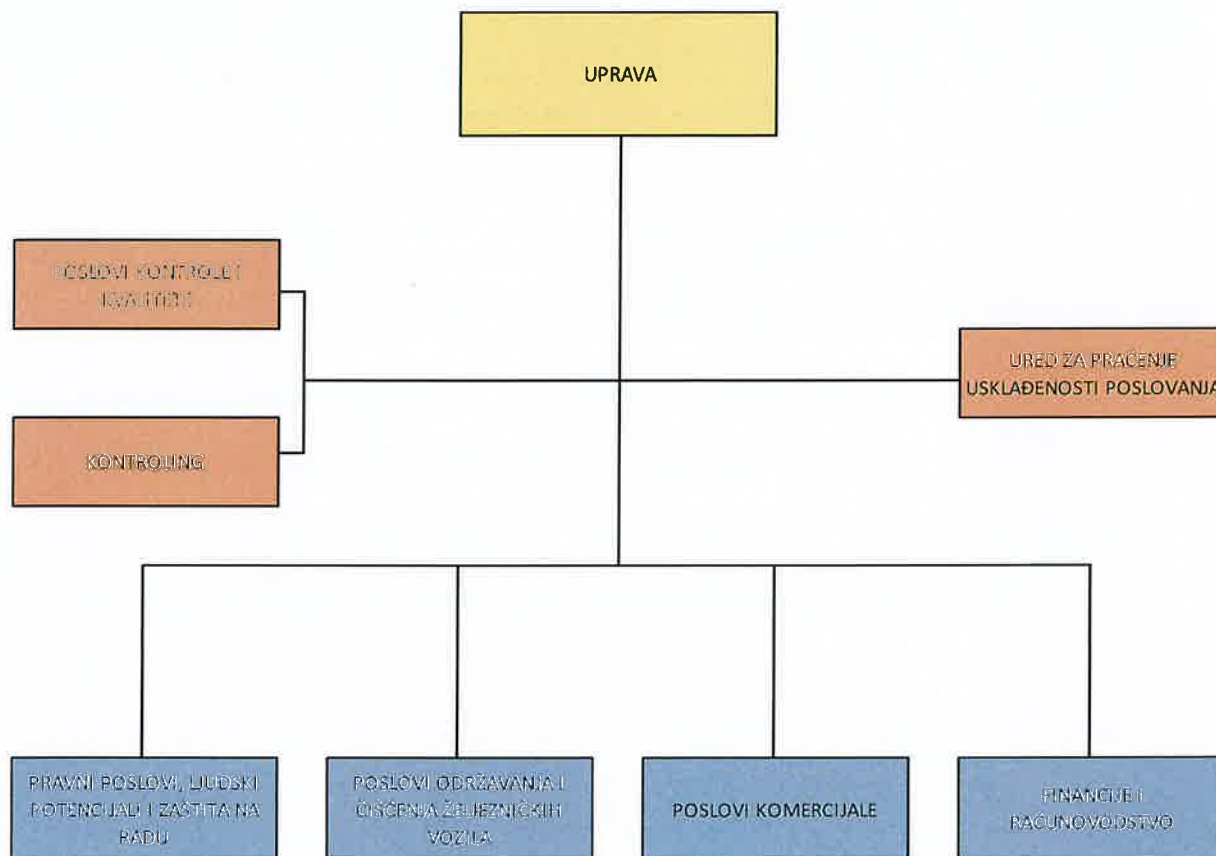 UPRAVA
POSLOVI KONTROLE I
KVALITETE
URED ZA PRAĆENJE
USKLAĐENOSTI POSLOVANJA
KONTROLING
PRAVNI POSLOVI, LJUDSKI
POTENCIJALI I ZAŠTITA NA
RADU
POSLOVI ODRŽAVANJA I
ČIŠĆENJA ŽELJEZNIČKIH
VOZILA
POSLOVI KOMERCIJALE
FINANCIJE I
RAČUNOVODSTVO